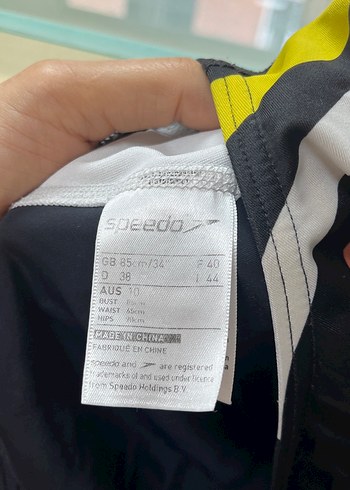 speedo
GB 85cm/34" F 40
D 38 I 44
AUS 10
BUST
WAIST
HIPS
MADE IN CHINA
FABRIQUÉ EN CHINE
Speedo and are registered
trademarks of and used under licence
from Speedo Holdings B.V.